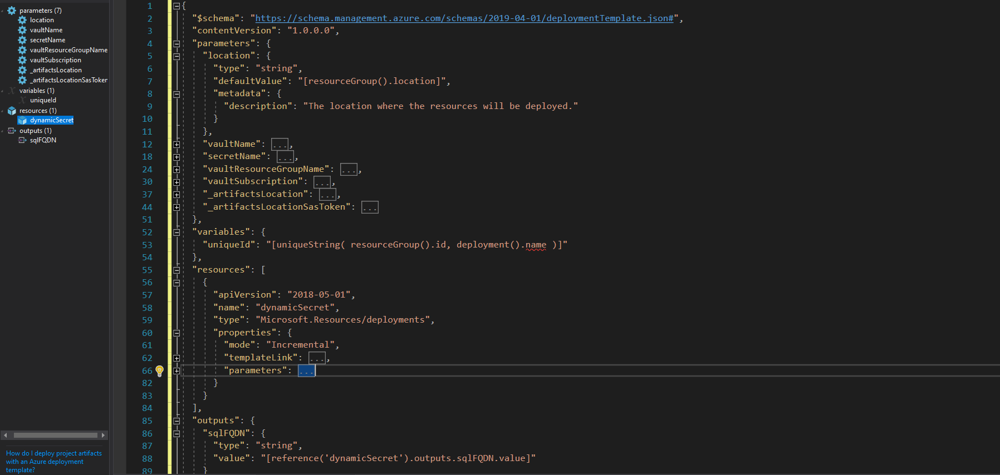 parameters (7)
location
vaultName
secretName
vaultResourceGroupName
vaultSubscription
_artifactsLocation
_artifactsLocationSasToken
variables (1)
uniqueId
resources (1)
dynamicSecret
outputs (1)
sqlFQDN
How do I deploy project artifacts
with an Azure deployment
template?
1 {
2 "$schema": "https://schema.management.azure.com/schemas/2019-04-01/deploymentTemplate.json#",
3 "contentVersion": "1.0.0.0",
4 "parameters": {
5 "location": {
6 "type": "string",
7 "defaultValue": "[resourceGroup().location]",
8 "metadata": {
9 "description": "The location where the resources will be deployed."
10 }
11 },
12 "vaultName": ...,
18 "secretName": ...,
24 "vaultResourceGroupName": ...,
30 "vaultSubscription": ...,
37 "_artifactsLocation": ...,
44 "_artifactsLocationSasToken": ...
51 },
52 "variables": {
53 "uniqueId": "[uniqueString( resourceGroup().id, deployment().name )]"
54 },
55 "resources": [
56 {
57 "apiVersion": "2018-05-01",
58 "name": "dynamicSecret",
59 "type": "Microsoft.Resources/deployments",
60 "properties": {
61 "mode": "Incremental",
62 "templateLink": ...,
66 "parameters": ...
82 }
83 }
84 ],
85 "outputs": {
86 "sqlFQDN": {
87 "type": "string",
88 "value": "[reference('dynamicSecret').outputs.sqlFQDN.value]"
89 }